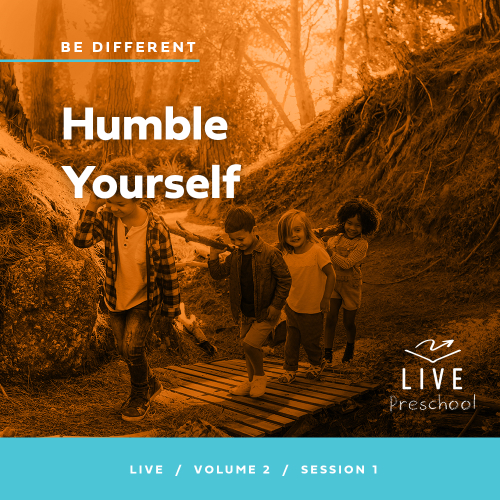 BE DIFFERENT
Humble
Yourself
LIVE
Preschool
LIVE / VOLUME 2 / SESSION 1